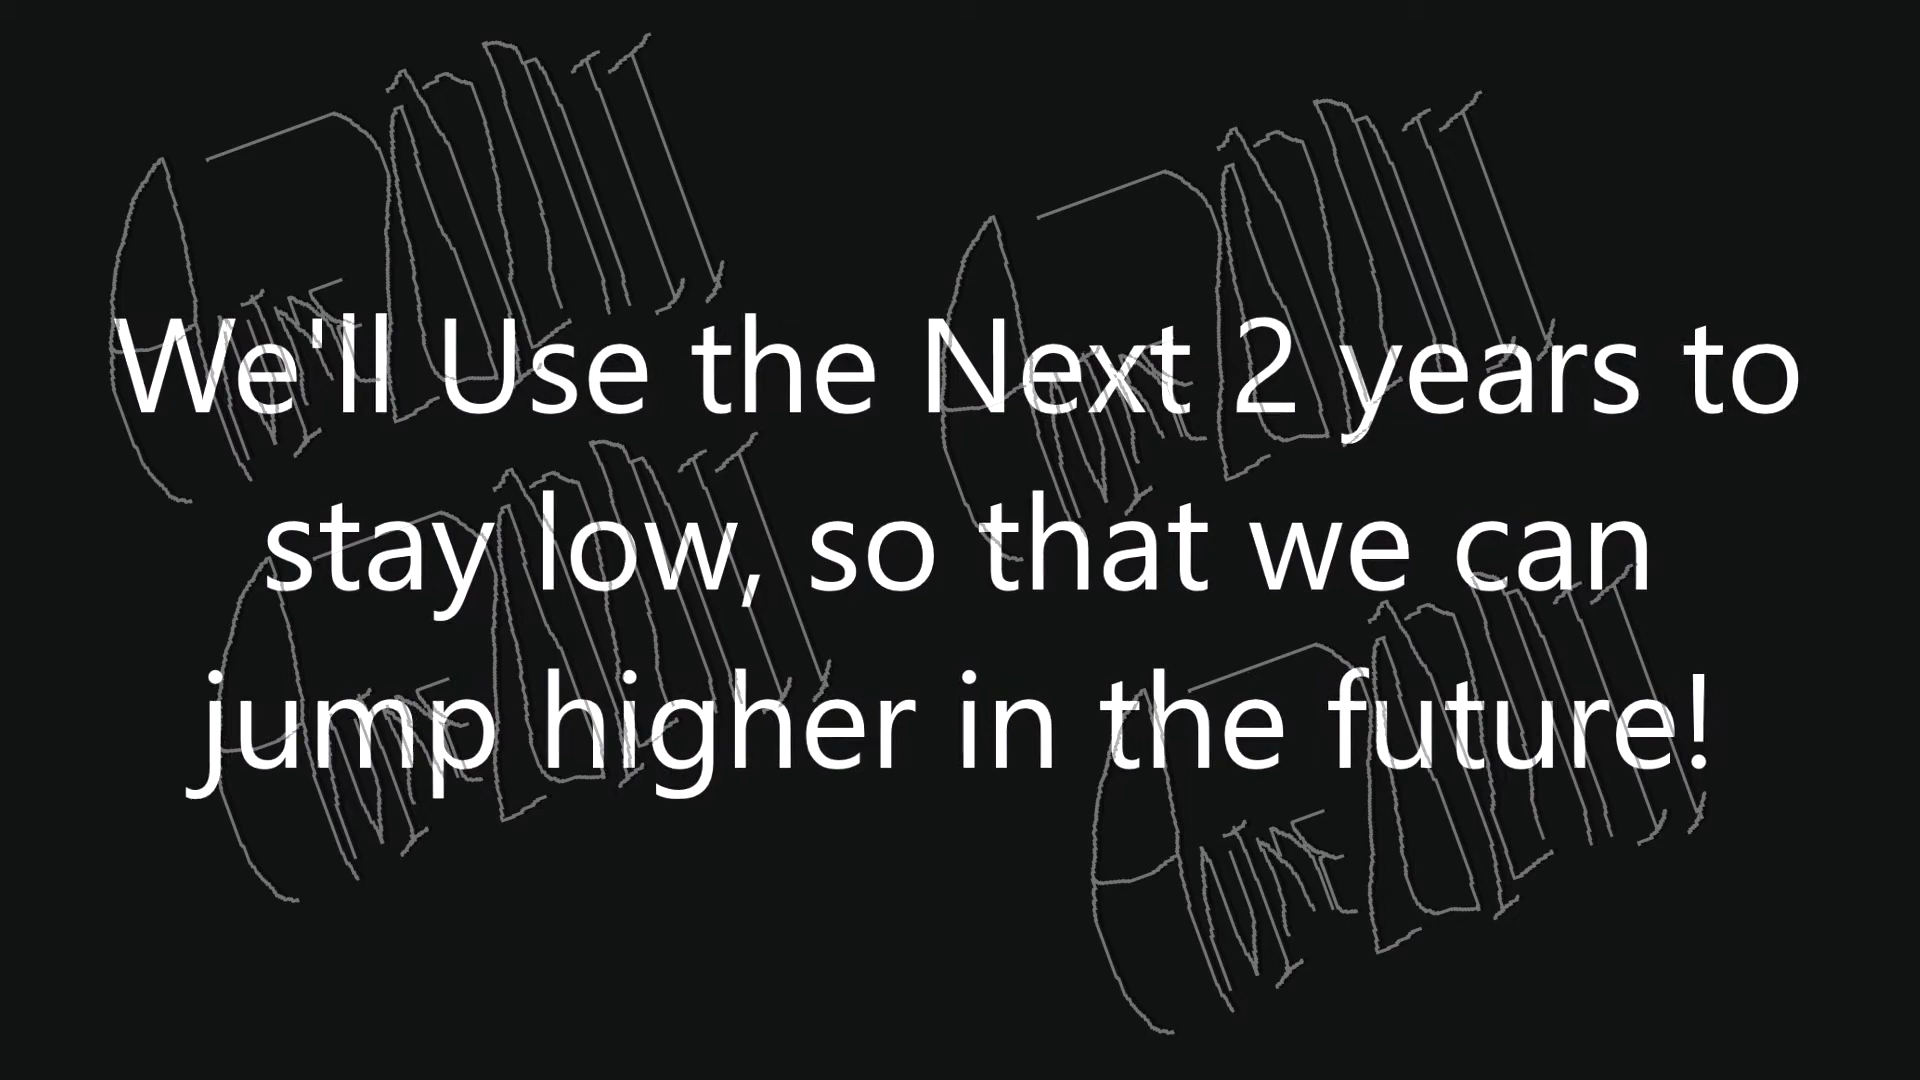 We'll Use the Next 2 years to
stay low, so that we can
jump higher in the future!